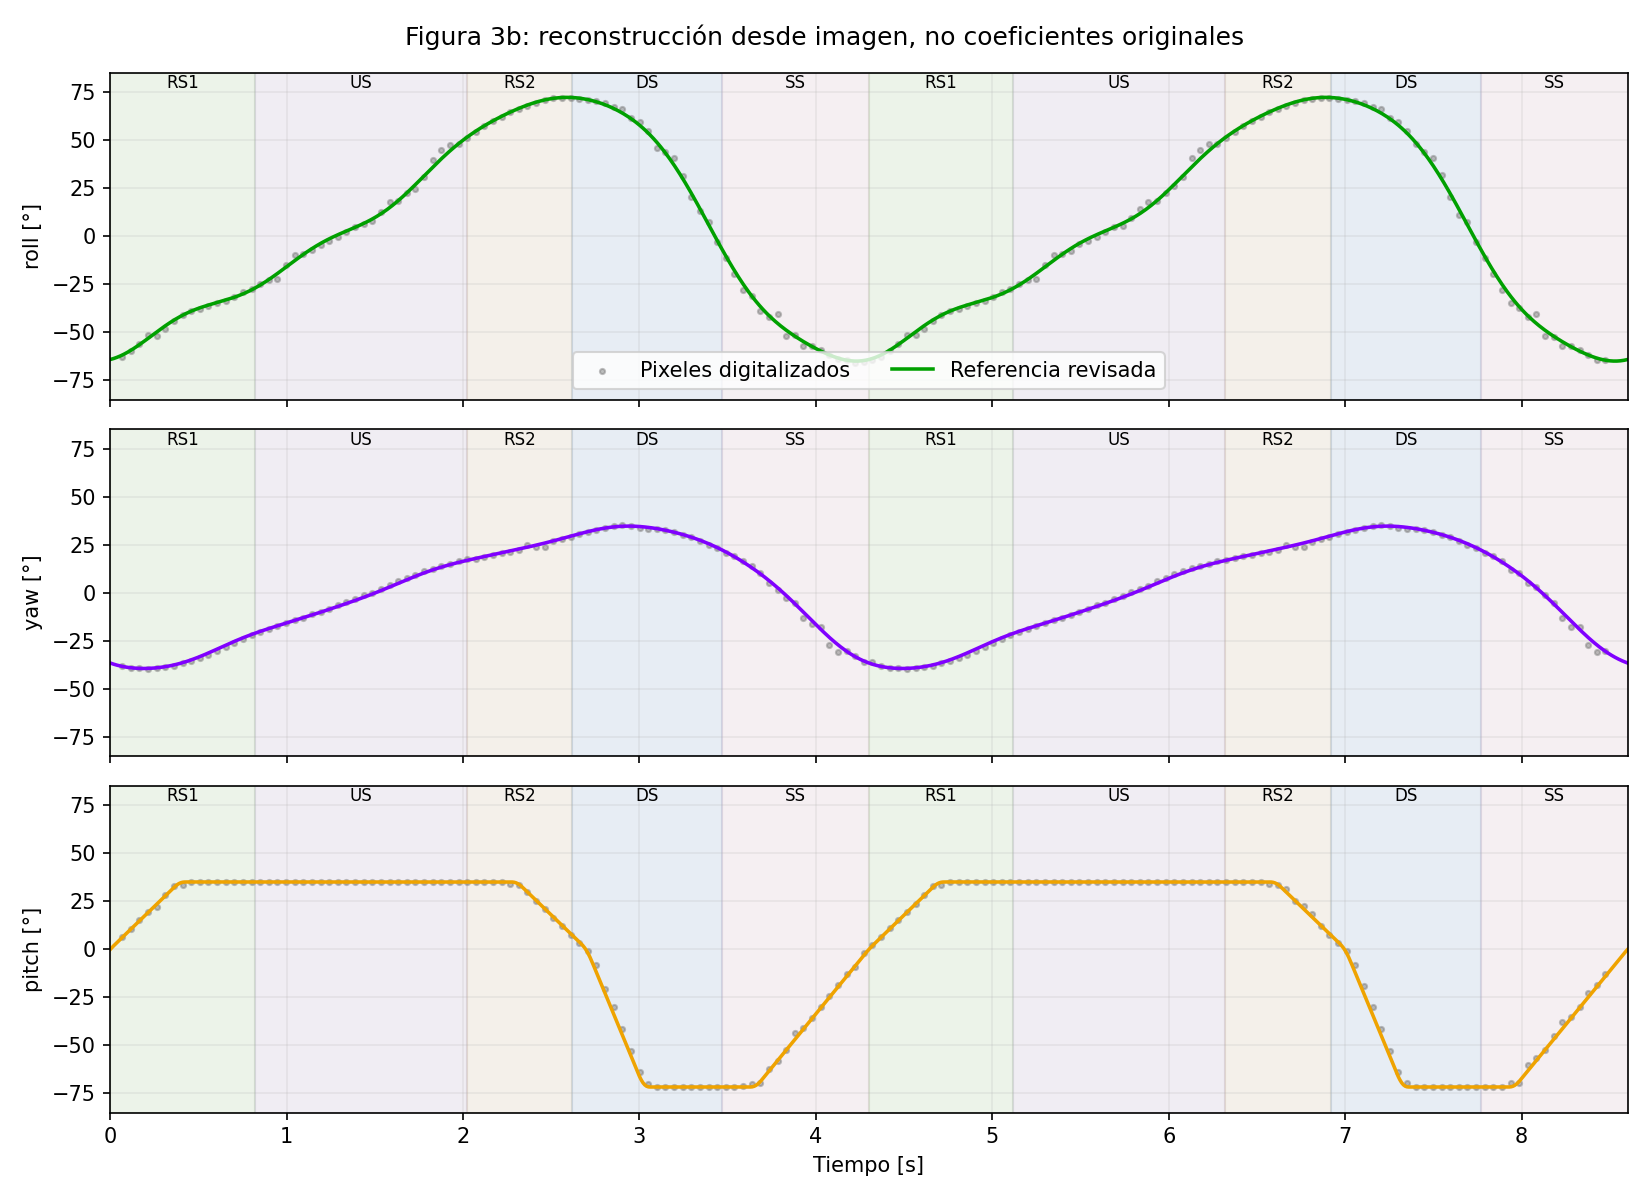 Figura 3b: reconstrucción desde imagen, no coeficientes originales
RS1 US RS2 DS SS RS1 US RS2 DS SS
75
50
25
0
−25
−50
−75
roll [°]
Pixeles digitalizados Referencia revisada
RS1 US RS2 DS SS RS1 US RS2 DS SS
75
50
25
0
−25
−50
−75
yaw [°]
RS1 US RS2 DS SS RS1 US RS2 DS SS
75
50
25
0
−25
−50
−75
pitch [°]
0 1 2 3 4 5 6 7 8
Tiempo [s]